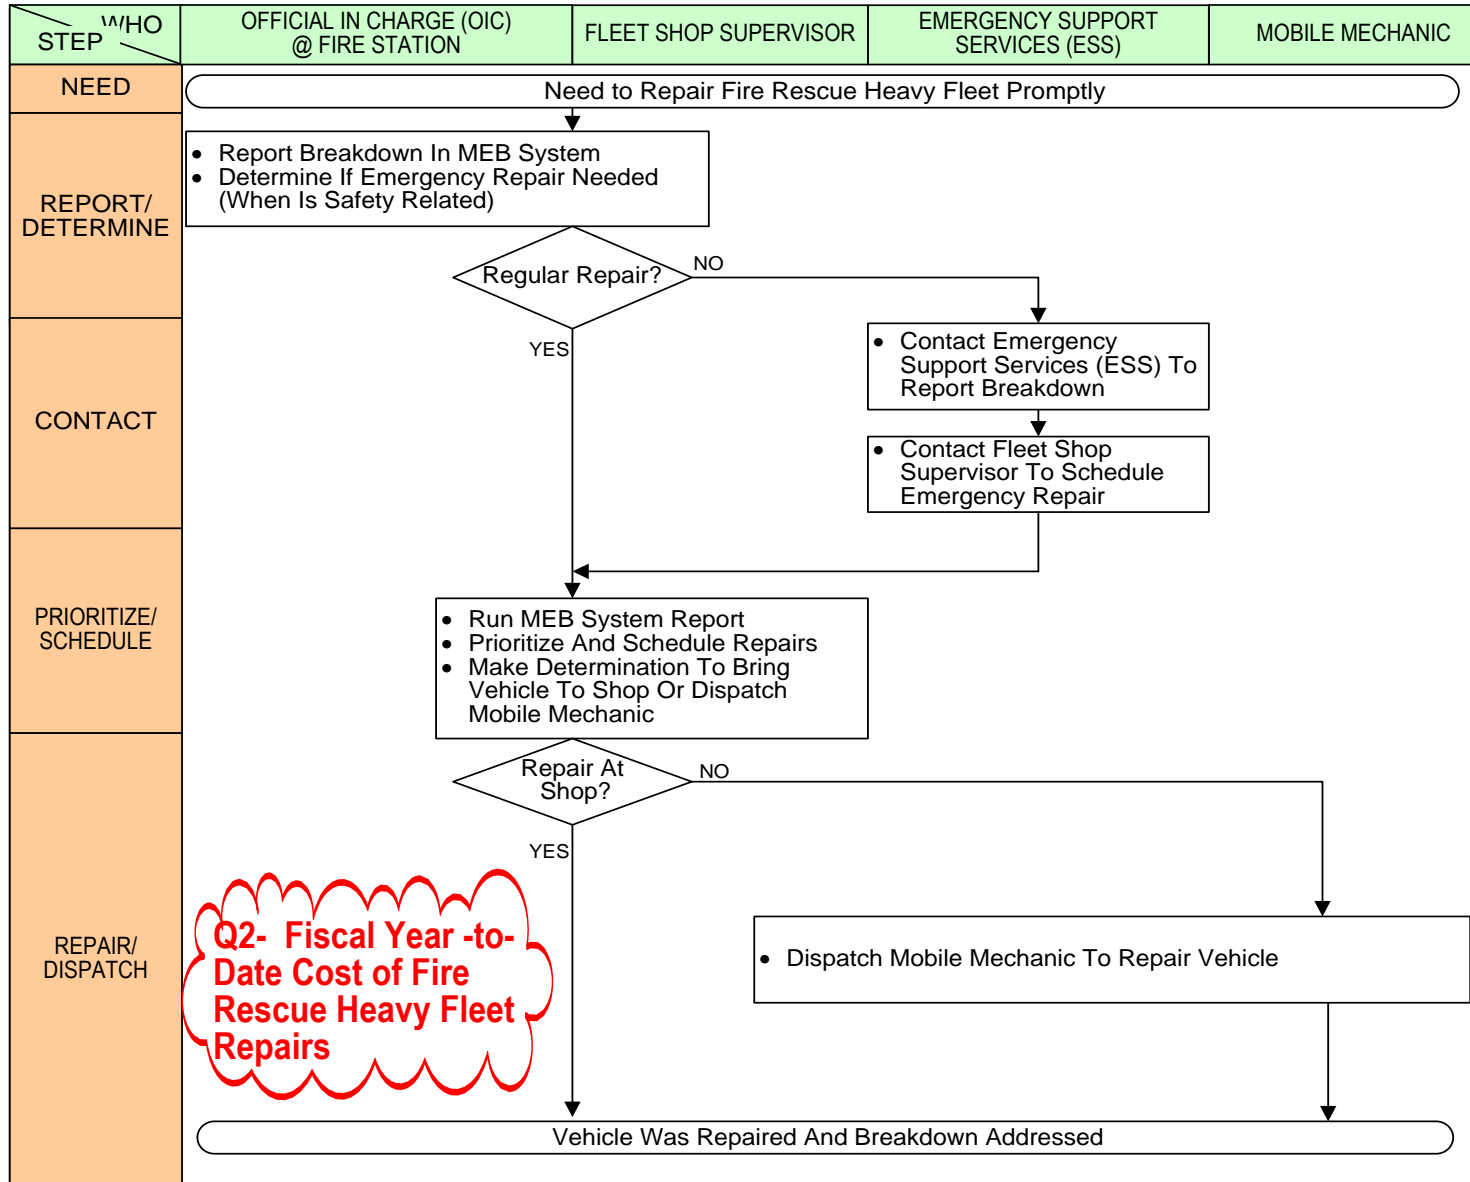 WHO
STEP
OFFICIAL IN CHARGE (OIC)
@ FIRE STATION
FLEET SHOP SUPERVISOR
EMERGENCY SUPPORT
SERVICES (ESS)
MOBILE MECHANIC
NEED
Need to Repair Fire Rescue Heavy Fleet Promptly
REPORT/
DETERMINE
• Report Breakdown In MEB System
• Determine If Emergency Repair Needed
(When Is Safety Related)
Regular Repair?
NO
YES
CONTACT
• Contact Emergency
Support Services (ESS) To
Report Breakdown
• Contact Fleet Shop
Supervisor To Schedule
Emergency Repair
PRIORITIZE/
SCHEDULE
• Run MEB System Report
• Prioritize And Schedule Repairs
• Make Determination To Bring
Vehicle To Shop Or Dispatch
Mobile Mechanic
REPAIR/
DISPATCH
Repair At
Shop?
NO
YES
Q2- Fiscal Year -to-
Date Cost of Fire
Rescue Heavy Fleet
Repairs
• Dispatch Mobile Mechanic To Repair Vehicle
Vehicle Was Repaired And Breakdown Addressed